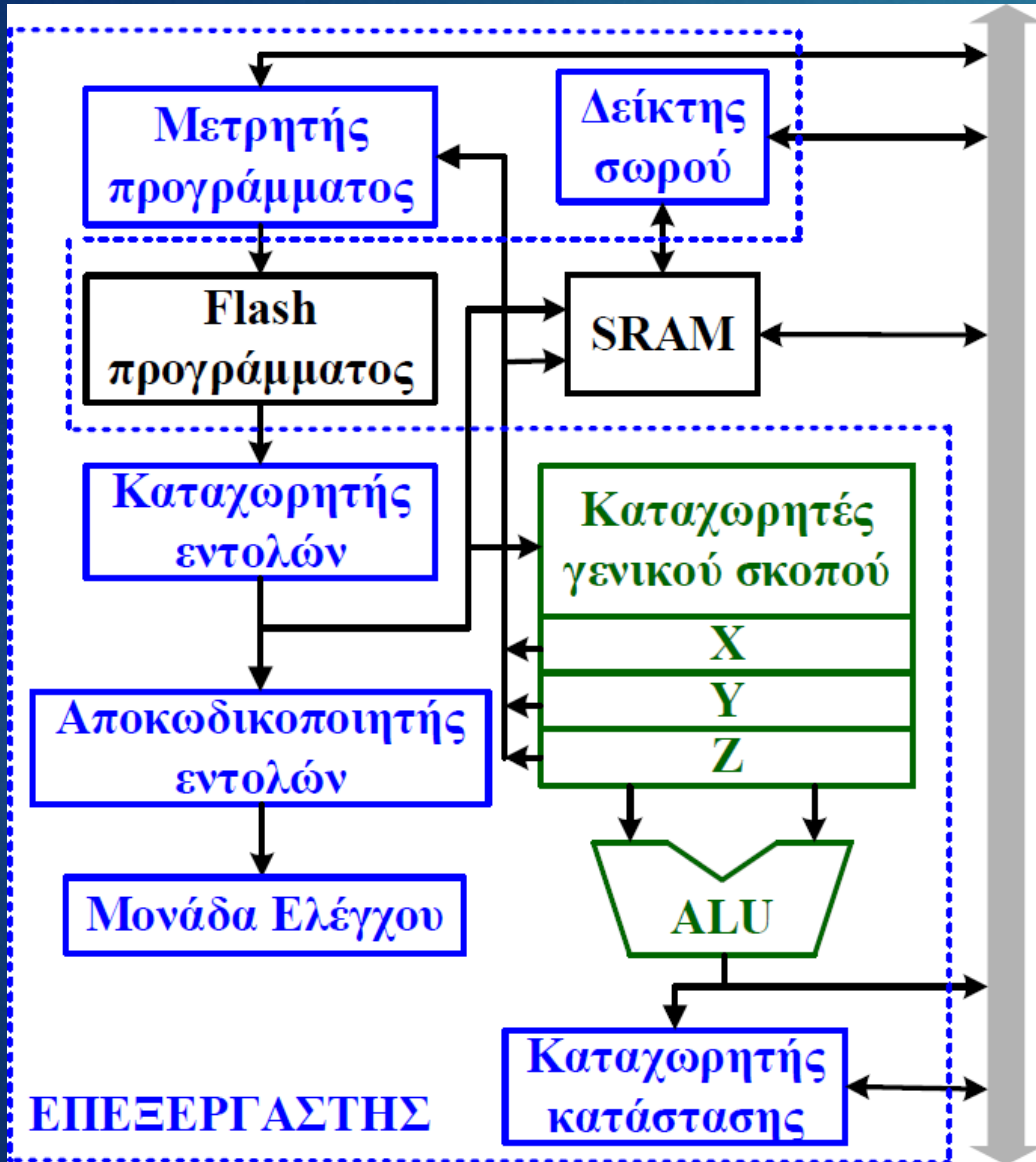 Μετρητής
προγράμματος
Δείκτης
σωρού
Flash
προγράμματος
SRAM
Καταχωρητής
εντολών
Καταχωρητές
γενικού σκοπού
X
Y
Z
Αποκωδικοποιητής
εντολών
Μονάδα Ελέγχου
ALU
Καταχωρητής
κατάστασης
ΕΠΕΞΕΡΓΑΣΤΗΣ